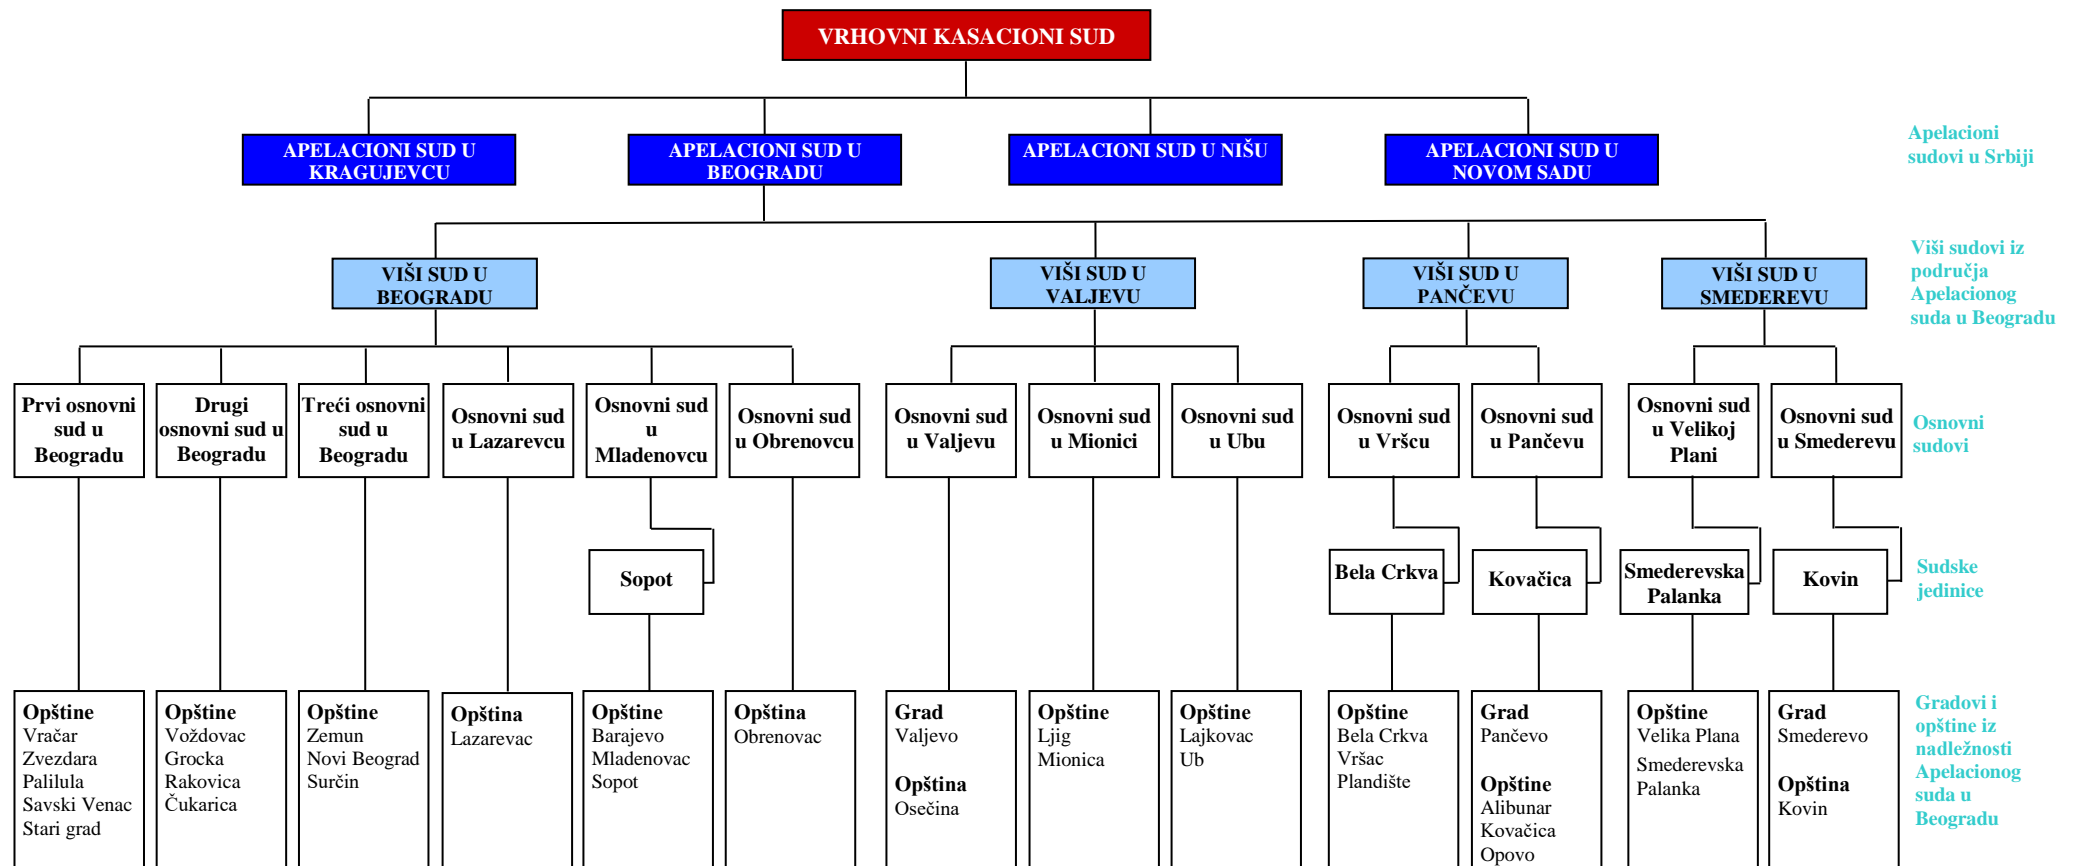 VRHOVNI KASACIONI SUD
APELACIONI SUD U
KRAGUJEVCU
APELACIONI SUD U
BEOGRADU
APELACIONI SUD U NIŠU
APELACIONI SUD U
NOVOM SADU
Apelacioni
sudovi u Srbiji
VIŠI SUD U
BEOGRADU
VIŠI SUD U
VALJEVU
VIŠI SUD U
PANČEVU
VIŠI SUD U
SMEDEREVU
Viši sudovi iz
područja
Apelacionog
suda u Beogradu
Prvi osnovni
sud u
Beogradu
Drugi
osnovni sud u
Beogradu
Treći osnovni
sud u
Beogradu
Osnovni sud
u Lazarevcu
Osnovni sud
u
Mladenovcu
Osnovni sud
u Obrenovcu
Osnovni sud
u Valjevu
Osnovni sud
u Mionici
Osnovni sud
u Ubu
Osnovni sud
u Vršcu
Osnovni sud
u Pančevu
Osnovni sud
u Velikoj
Plani
Osnovni sud
u Smederevu
Osnovni
sudovi
Sopot
Bela Crkva
Kovačica
Smederevska
Palanka
Kovin
Sudske
jedinice
Opštine
Vračar
Zvezdara
Palilula
Savski Venac
Stari grad
Opštine
Voždovac
Grocka
Rakovica
Čukarica
Opštine
Zemun
Novi Beograd
Surčin
Opština
Lazarevac
Opštine
Barajevo
Mladenovac
Sopot
Opština
Obrenovac
Grad
Valjevo
Opština
Osečina
Opštine
Ljig
Mionica
Opštine
Lajkovac
Ub
Opštine
Bela Crkva
Vršac
Plandište
Grad
Pančevo
Opštine
Alibunar
Kovačica
Opovo
Opštine
Velika Plana
Smederevska
Palanka
Grad
Smederevo
Opština
Kovin
Gradovi i
opštine iz
nadležnosti
Apelacionog
suda u
Beogradu